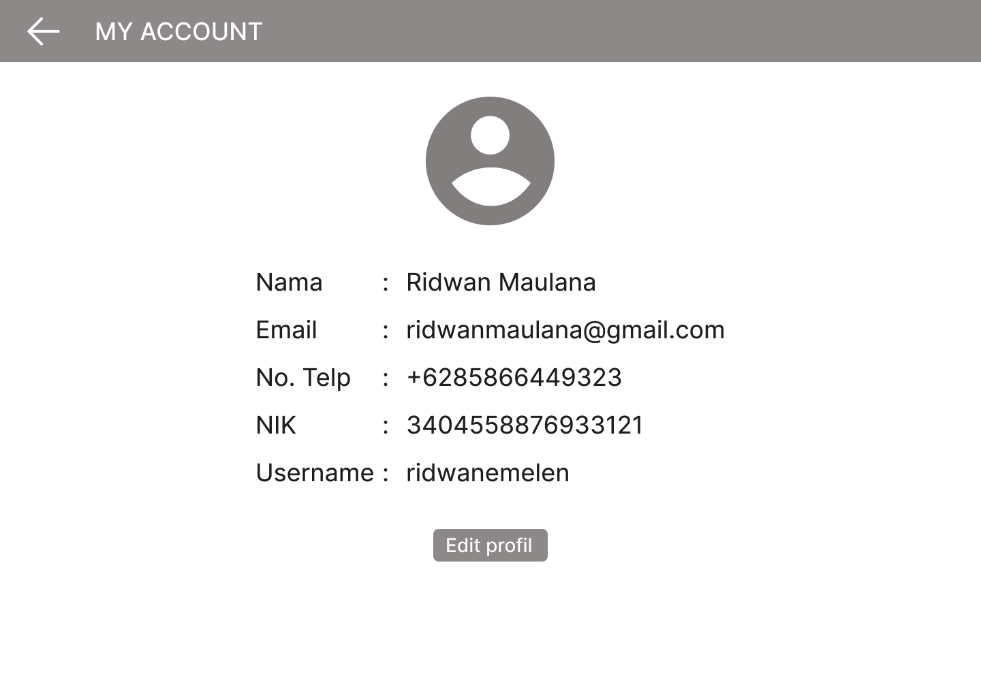 MY ACCOUNT
Nama : Ridwan Maulana
Email : ridwanmaulana@gmail.com
No. Telp : +6285866449323
NIK : 3404558876933121
Username : ridwanemelen
Edit profil